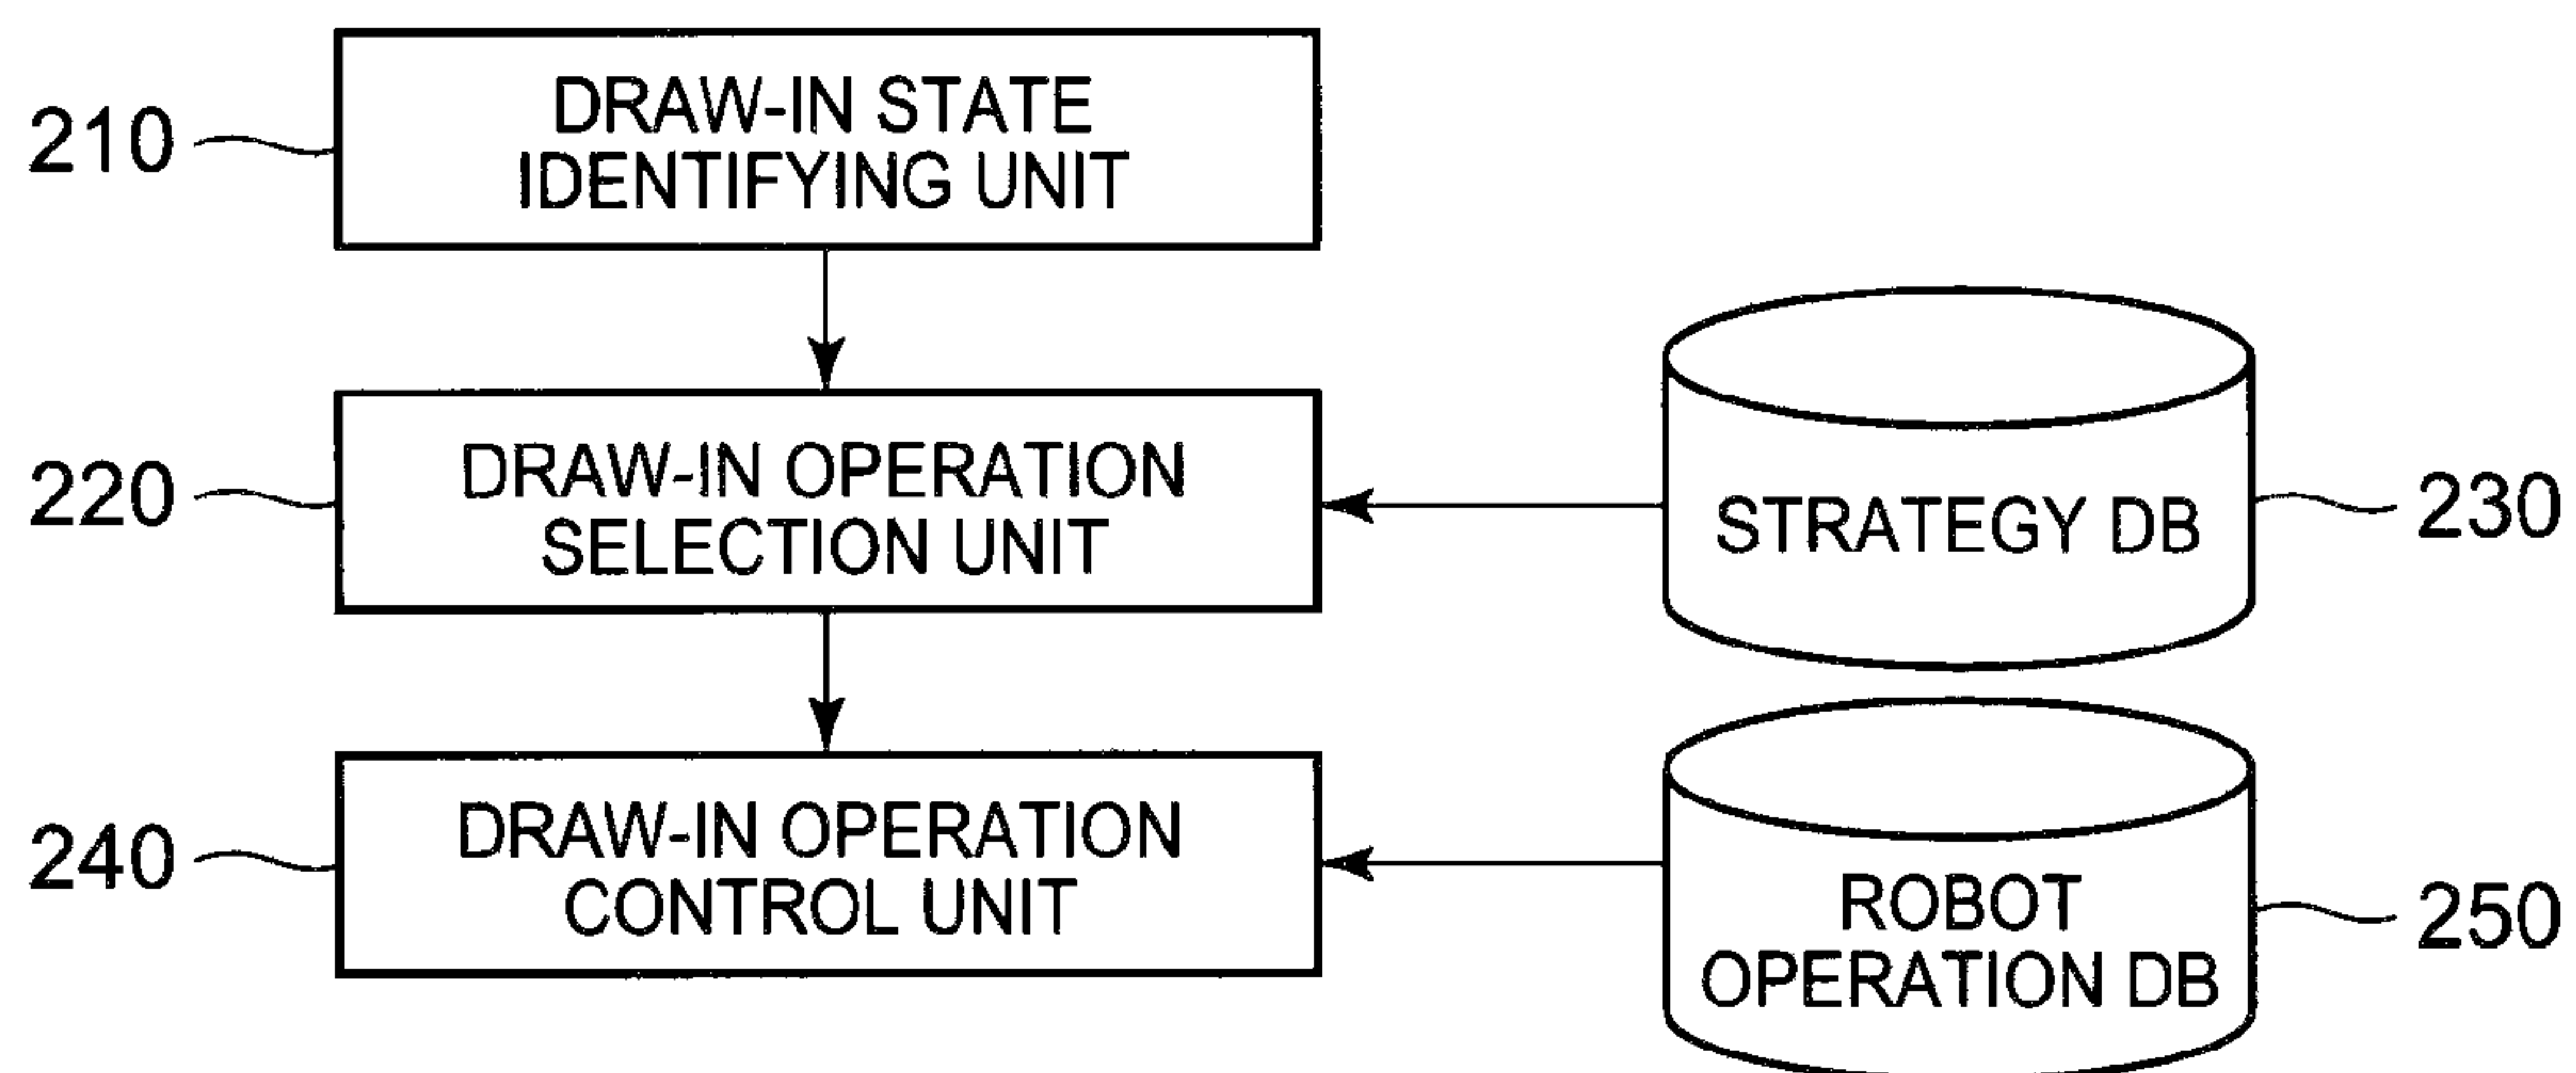 210
DRAW-IN STATE
IDENTIFYING UNIT
220
DRAW-IN OPERATION
SELECTION UNIT
STRATEGY DB
230
240
DRAW-IN OPERATION
CONTROL UNIT
ROBOT
OPERATION DB
250